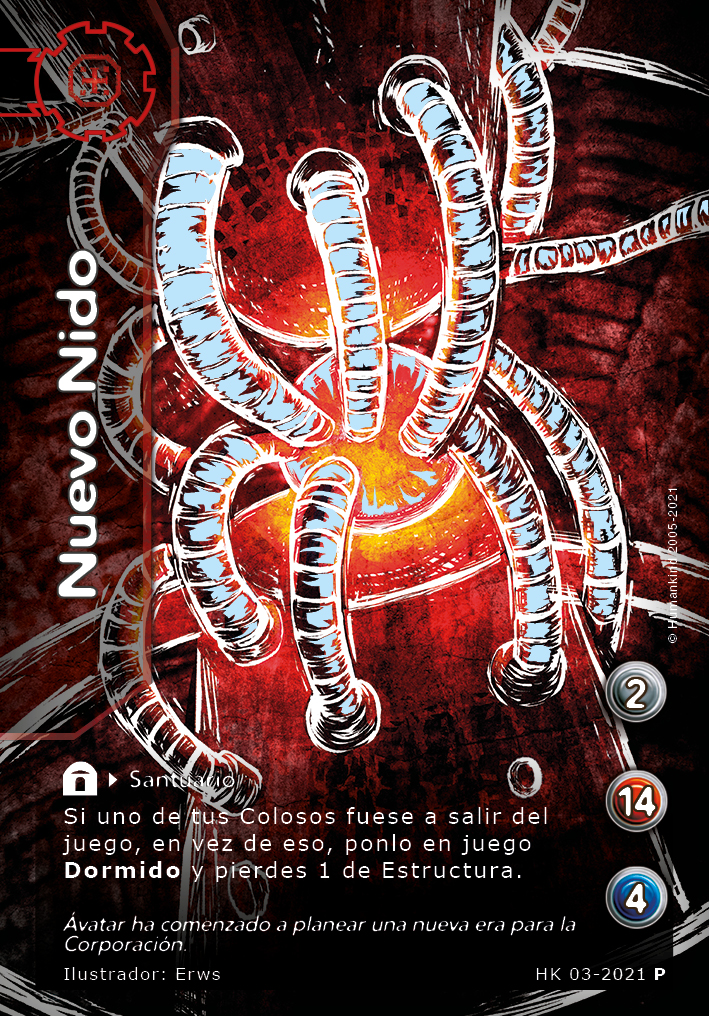 Nuevo Nido
© Humankind 2005-2021
2
14
4
Santuario
Si uno de tus Colosos fuese a salir del
juego, en vez de eso, ponlo en juego
Dormido y pierdes 1 de Estructura.
Ávatar ha comenzado a planear una nueva era para la
Corporación.
Ilustrador: Erws
HK 03-2021 P